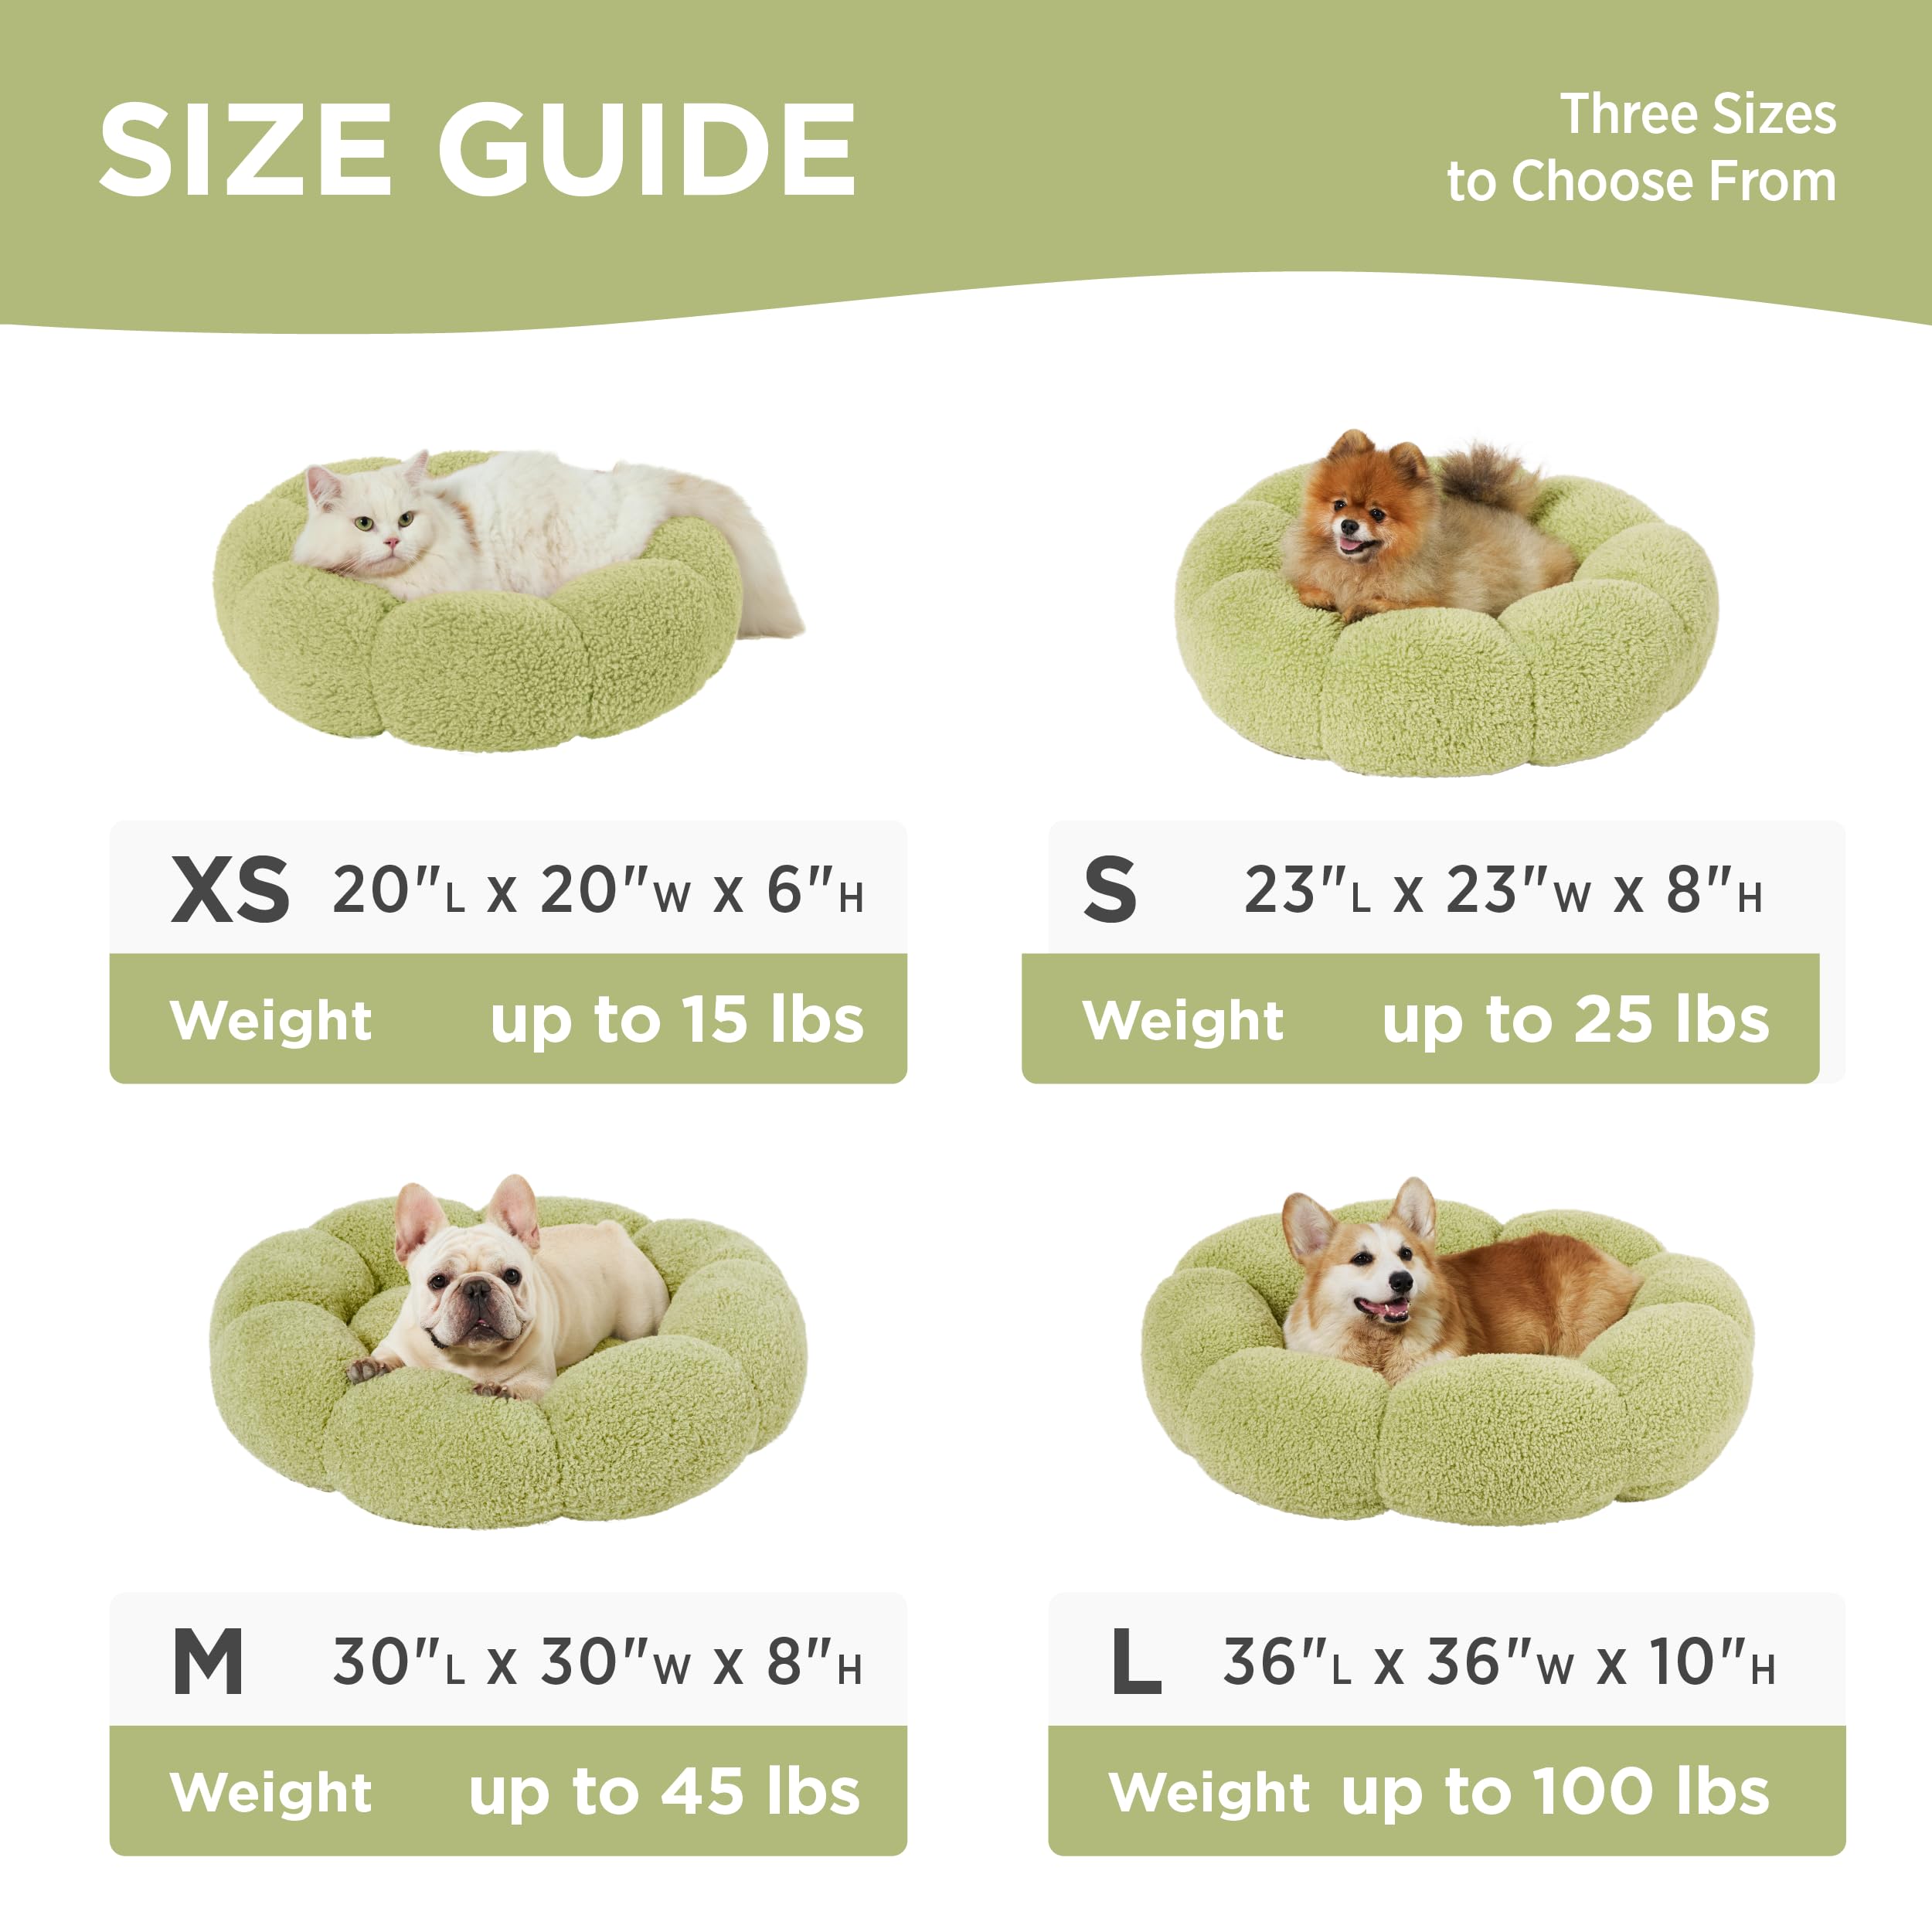 SIZE GUIDE
Three Sizes
to Choose From
XS 20"L x 20"W x 6"H
Weight up to 15 lbs
S 23"L x 23"W x 8"H
Weight up to 25 lbs
M 30"L x 30"W x 8"H
Weight up to 45 lbs
L 36"L x 36"W x 10"H
Weight up to 100 lbs